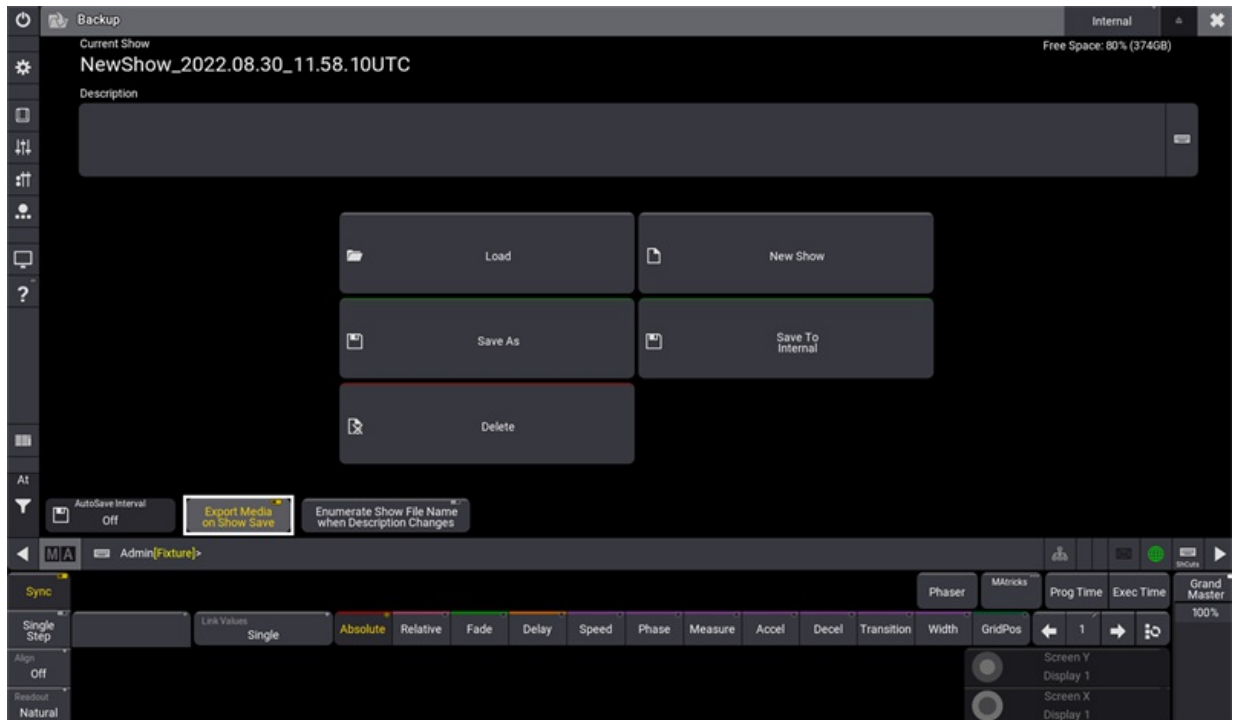 Backup
Internal
Current Show
Free Space: 80% (374GB)
NewShow_2022.08.30_11.58.10UTC
Description
Load
New Show
Save As
Save To
Internal
Delete
At
AutoSave Interval
Off
Export Media
on Show Save
Enumerate Show File Name
when Description Changes
MA
Admin[Fixture]>
ShCuts
Sync
Phaser
MAtricks
Prog Time
Exec Time
Grand
Master
100%
Single
Step
Link Values
Single
Absolute
Relative
Fade
Delay
Speed
Phase
Measure
Accel
Decel
Transition
Width
GridPos
1
Align
Off
Screen Y
Display 1
Readout
Natural
Screen X
Display 1